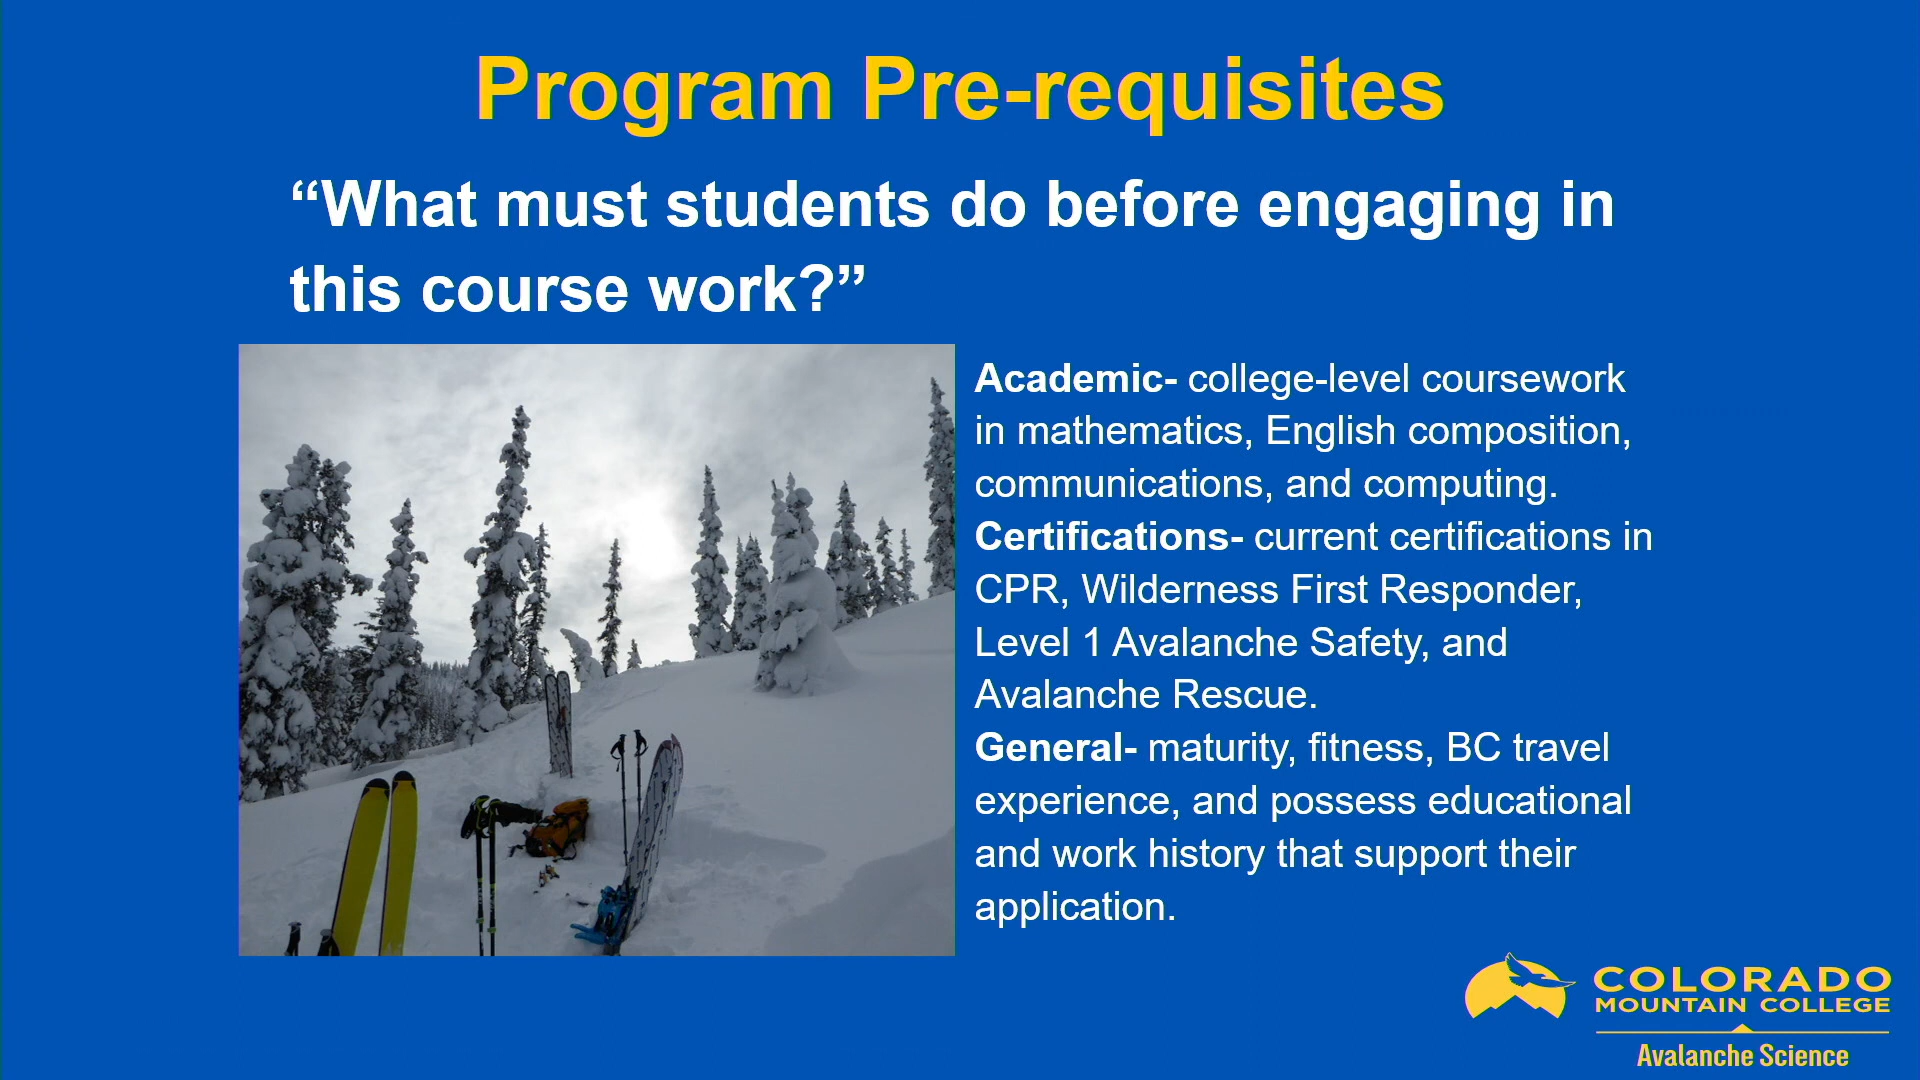 Program Pre-requisites
“What must students do before engaging in
this course work?”
Academic- college-level coursework
in mathematics, English composition,
communications, and computing.
Certifications- current certifications in
CPR, Wilderness First Responder,
Level 1 Avalanche Safety, and
Avalanche Rescue.
General- maturity, fitness, BC travel
experience, and possess educational
and work history that support their
application.
COLORADO
MOUNTAIN COLLEGE
Avalanche Science